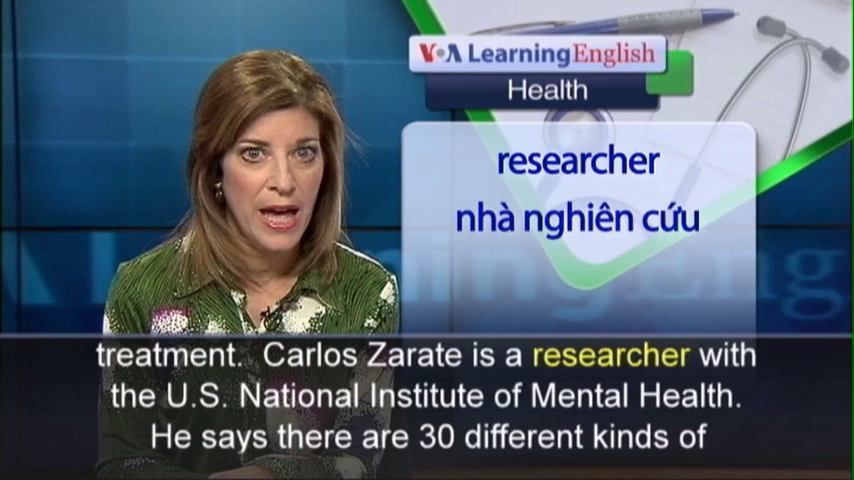 VOA Learning English
Health
researcher
nhà nghiên cứu
treatment. Carlos Zarate is a researcher with
the U.S. National Institute of Mental Health.
He says there are 30 different kinds of